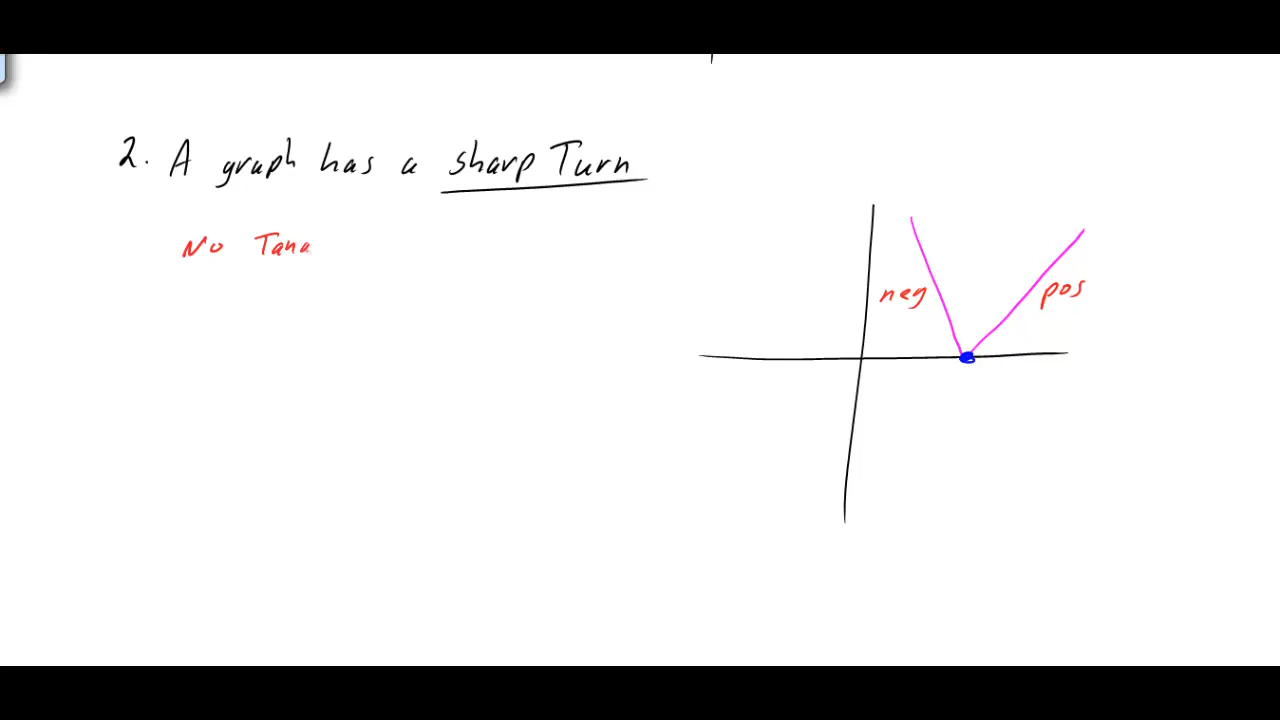 2. A graph has a sharp Turn
No Tan
neg
pos